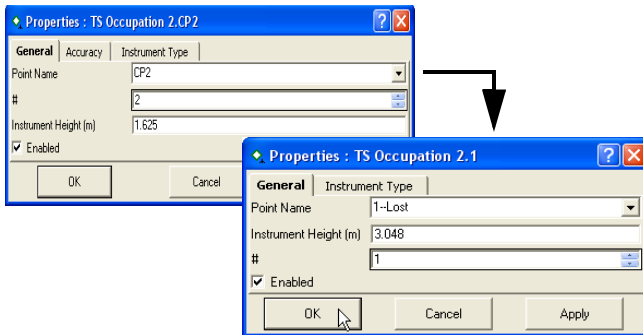 Properties : TS Occupation 2.CP2
General Accuracy Instrument Type
Point Name CP2
# 2
Instrument Height (m) 1.625
Enabled
OK Cancel
Properties : TS Occupation 2.1
General Instrument Type
Point Name 1--Lost
Instrument Height (m) 3.048
# 1
Enabled
OK Cancel Apply